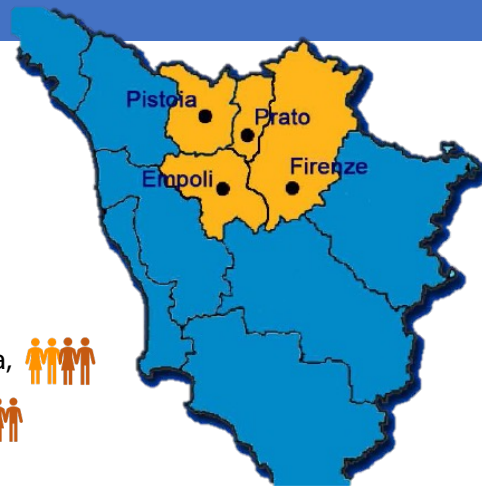 Pistoia
Prato
Empoli
Firenze
a,